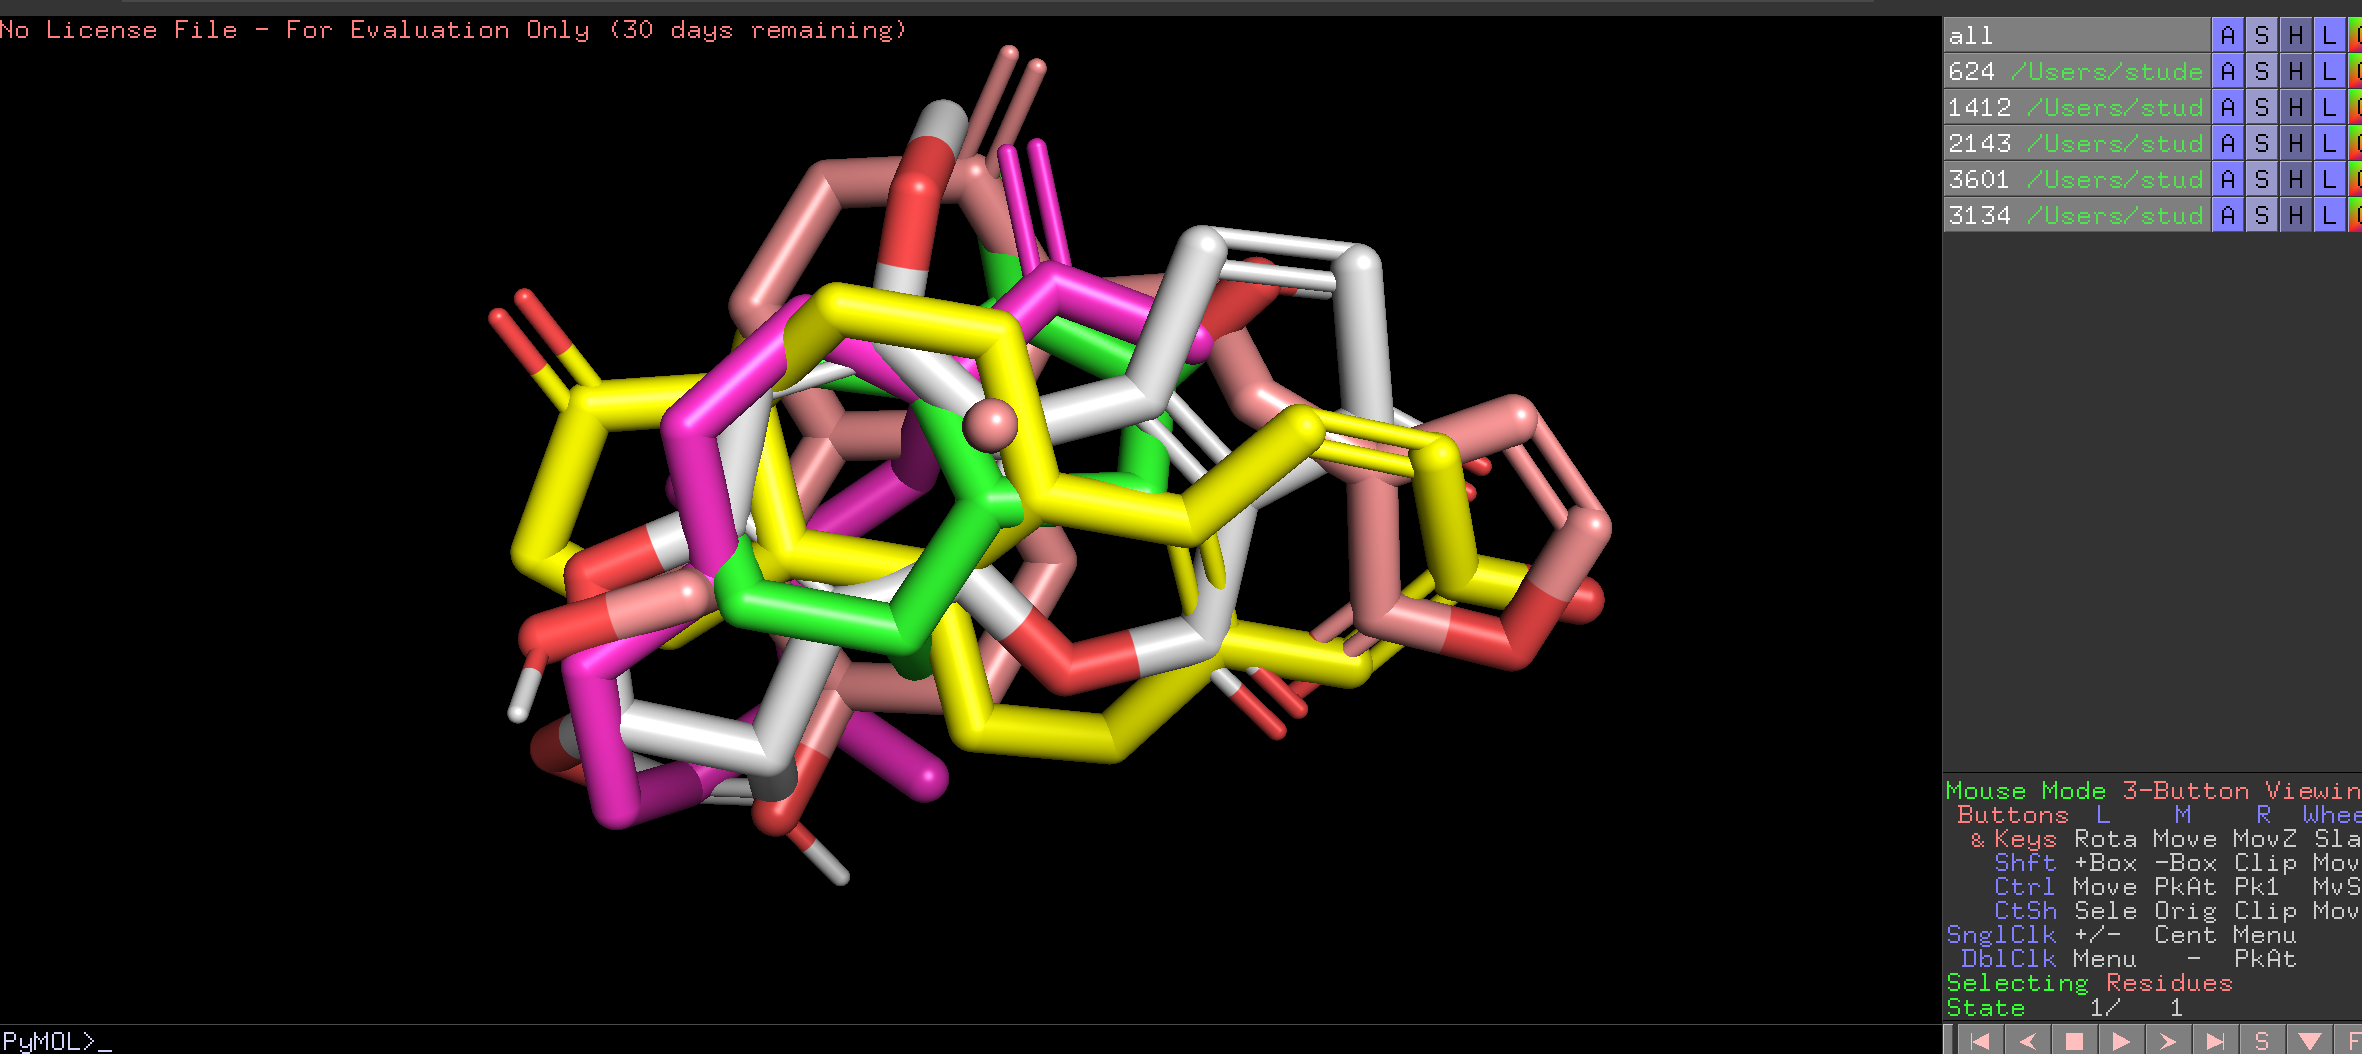 No License File - For Evaluation Only (30 days remaining)
all A S H L
624 /Users/stude A S H L
1412 /Users/stud A S H L
2143 /Users/stud A S H L
3601 /Users/stud A S H L
3134 /Users/stud A S H L
Mouse Mode 3-Button Viewin
Buttons L M R Whee
& Keys Rota Move MovZ Sla
Shft +Box -Box Clip Mov
Ctrl Move PkAt Pk1 MvS
CtSh Sele Orig Clip Mov
SnglClk +/- Cent Menu
DblClk Menu - PkAt
Selecting Residues
State 1/ 1
S F
PyMOL>_